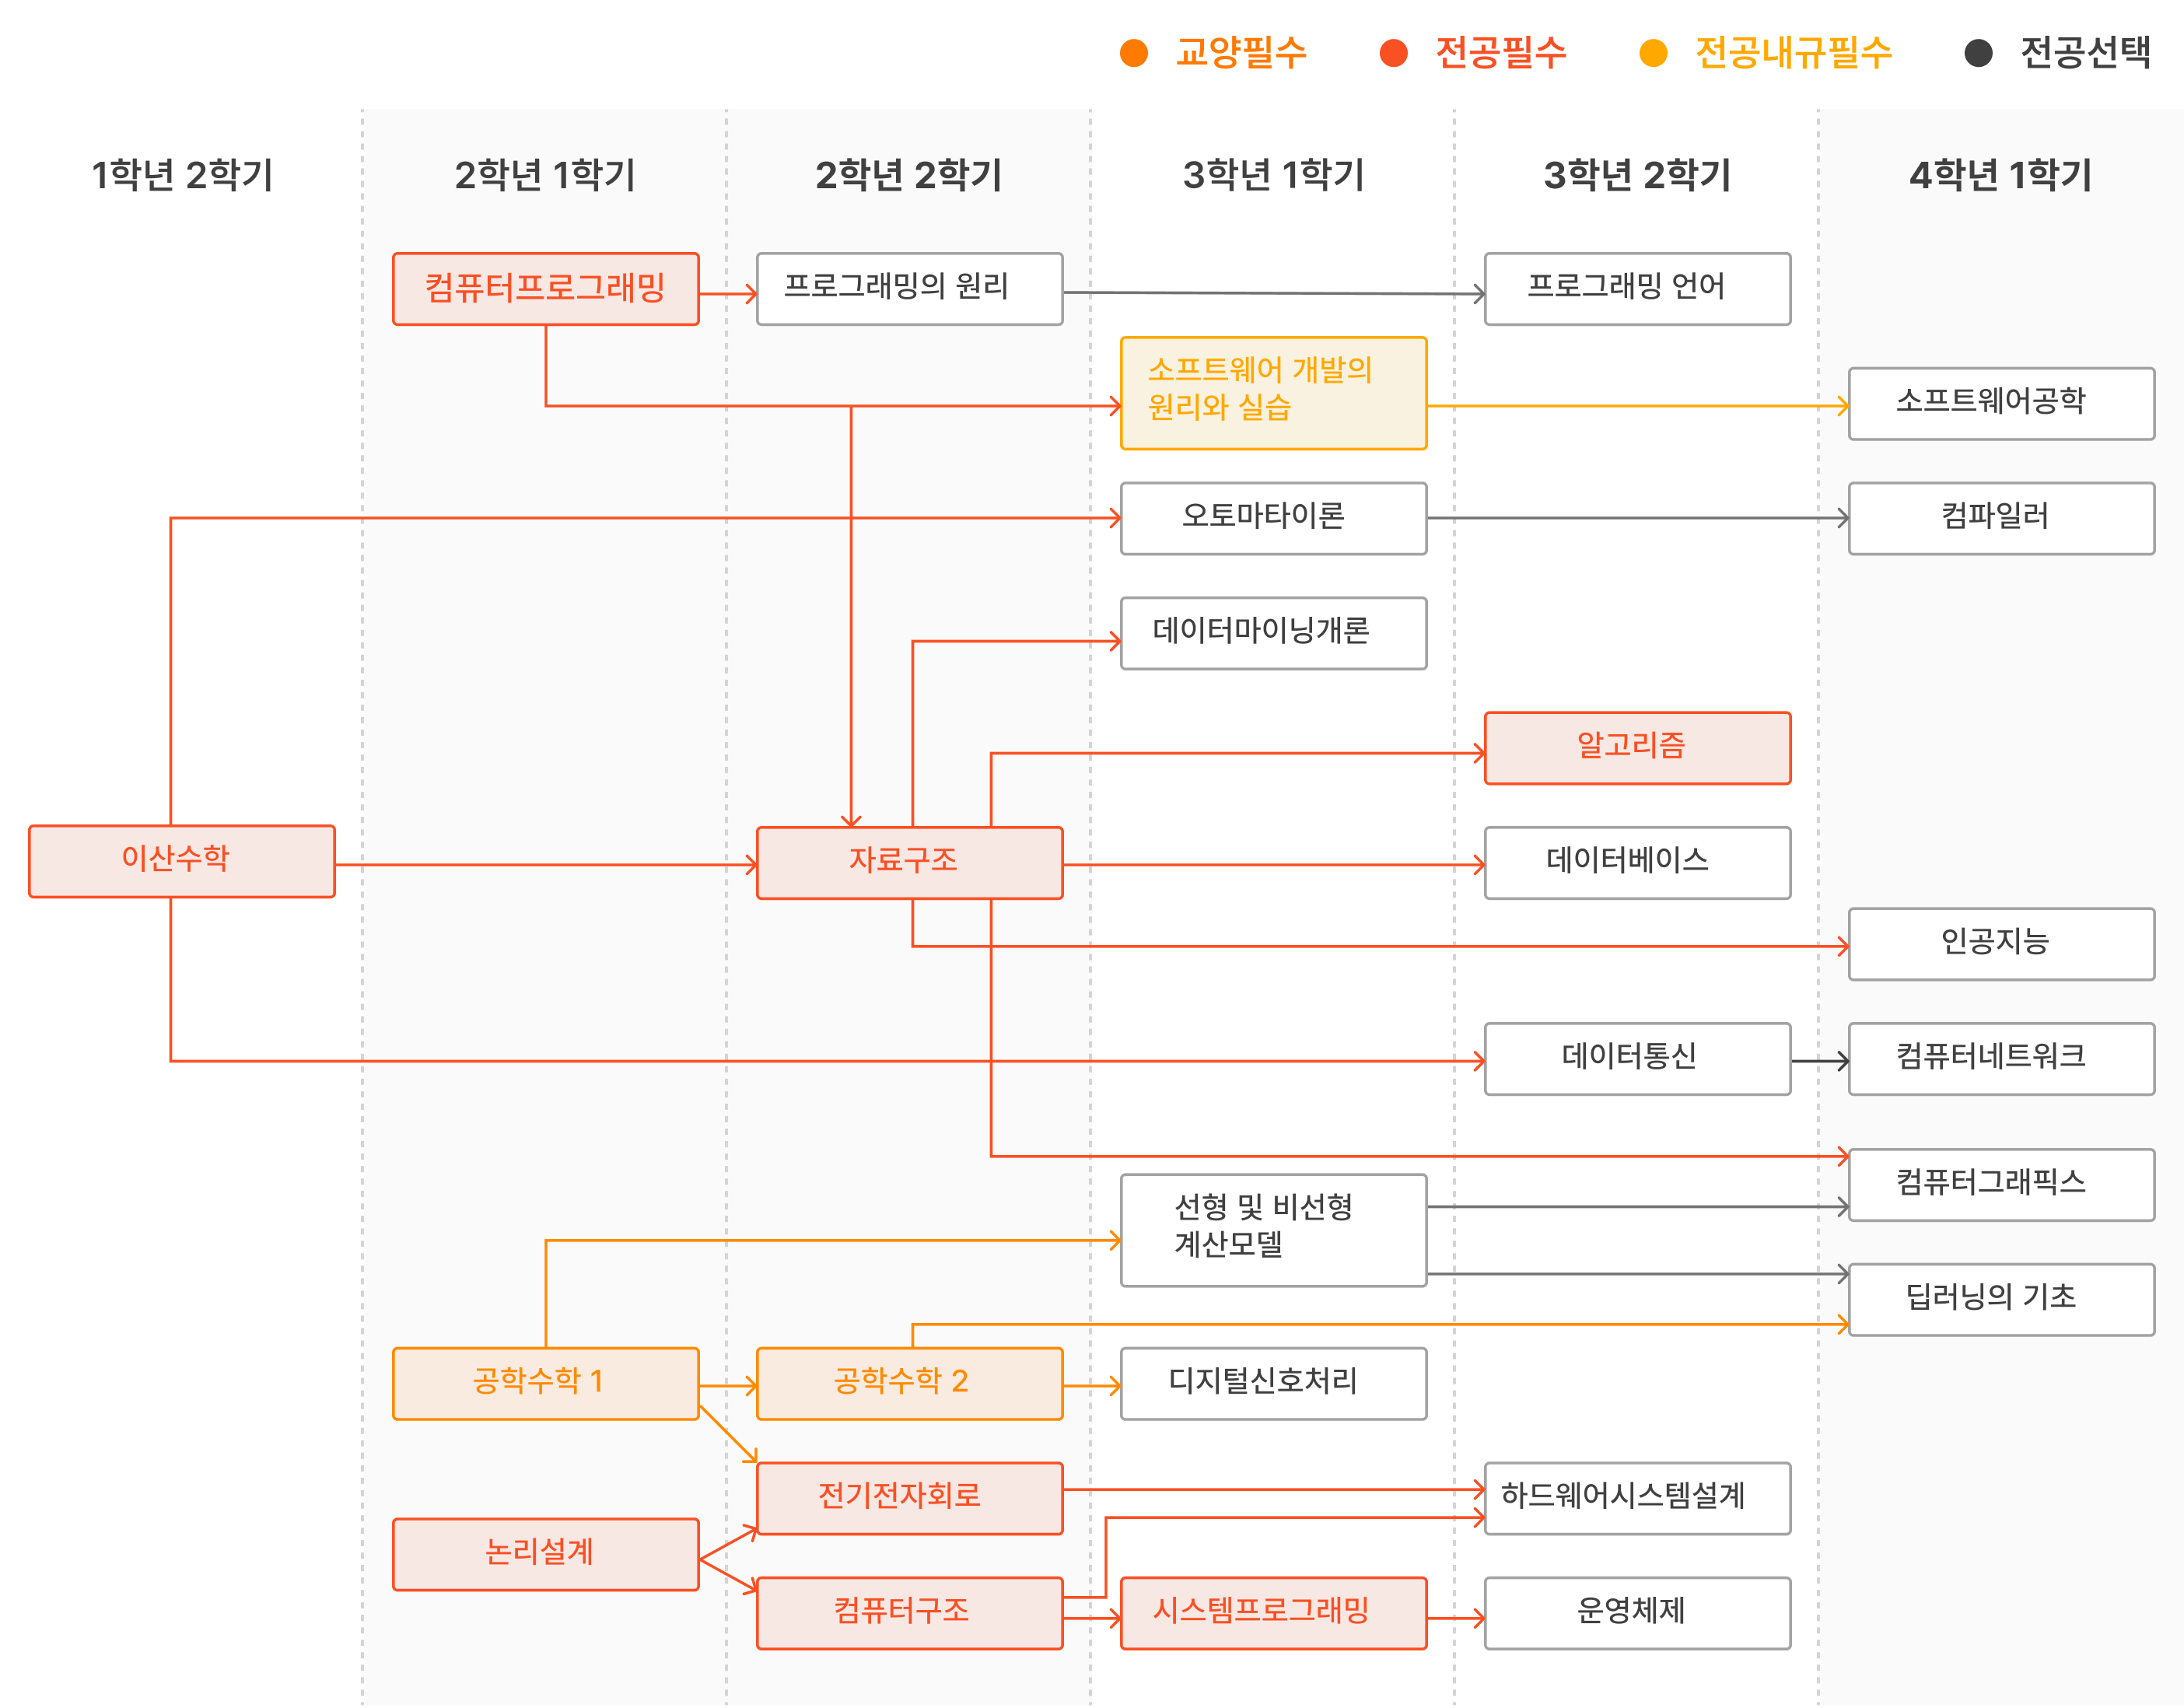 교양필수
전공필수
전공내규필수
전공선택
1학년 2학기
2학년 1학기
2학년 2학기
3학년 1학기
3학년 2학기
4학년 1학기
컴퓨터프로그래밍
프로그래밍의 원리
프로그래밍 언어
소프트웨어 개발의
원리와 실습
소프트웨어공학
오토마타이론
컴파일러
데이터마이닝개론
알고리즘
이산수학
자료구조
데이터베이스
인공지능
데이터통신
컴퓨터네트워크
컴퓨터그래픽스
선형 및 비선형
계산모델
딥러닝의 기초
공학수학 1
공학수학 2
디지털신호처리
전기전자회로
하드웨어시스템설계
논리설계
컴퓨터구조
시스템프로그래밍
운영체제